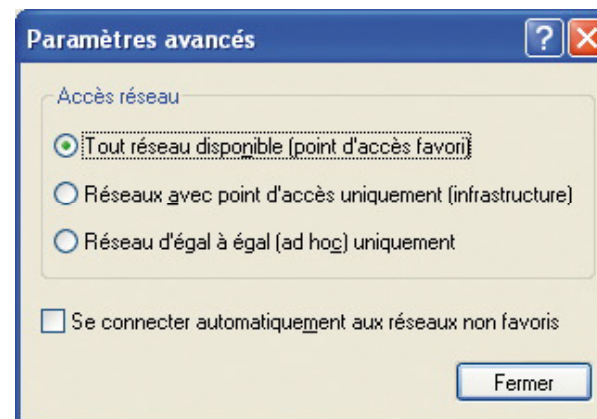 Paramètres avancés
Accès réseau
Tout réseau disponible (point d'accès favori)
Réseaux avec point d'accès uniquement (infrastructure)
Réseau d'égal à égal (ad hoc) uniquement
Se connecter automatiquement aux réseaux non favoris
Fermer